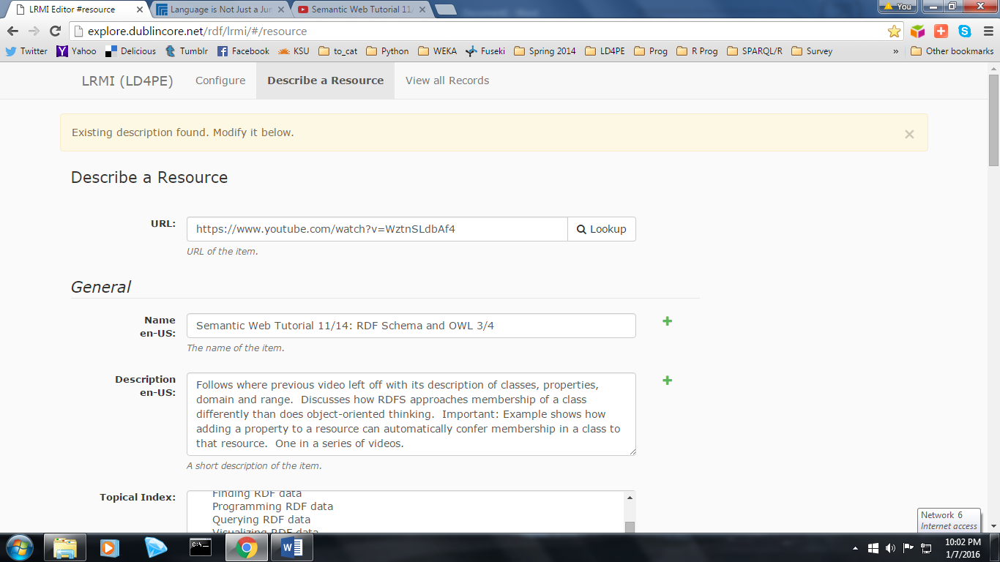 LRMI Editor #resource
Language is Not Just a Jum
Semantic Web Tutorial 11/
You
explore.dublincore.net/rdf/lrmi/#/resource
Twitter Yahoo Delicious Tumblr Facebook KSU to_cat Python WEKA Fuseki Spring 2014 LD4PE Prog R Prog SPARQL/R Survey » Other bookmarks
LRMI (LD4PE) Configure Describe a Resource View all Records
Existing description found. Modify it below. ×
Describe a Resource
URL: https://www.youtube.com/watch?v=WztnSLdbAf4 Lookup
URL of the item.
General
Name
en-US:
Semantic Web Tutorial 11/14: RDF Schema and OWL 3/4
The name of the item.
Description
en-US:
Follows where previous video left off with its description of classes, properties,
domain and range. Discusses how RDFS approaches membership of a class
differently than does object-oriented thinking. Important: Example shows how
adding a property to a resource can automatically confer membership in a class to
that resource. One in a series of videos.
A short description of the item.
Topical Index:
Finding RDF data
Programming RDF data
Querying RDF data
Visualizing RDF data
Network 6
Internet access
10:02 PM
1/7/2016